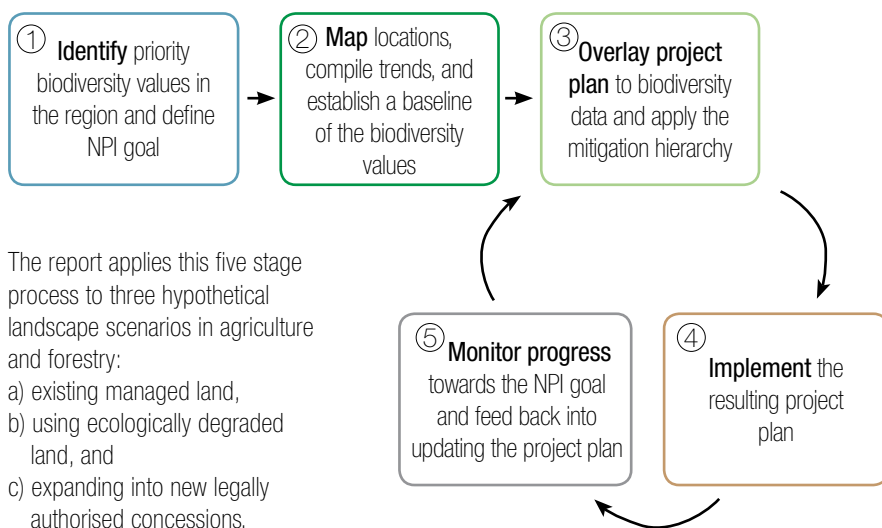 ① Identify priority
biodiversity values in
the region and define
NPI goal
② Map locations,
compile trends, and
establish a baseline
of the biodiversity
values
③ Overlay project
plan to biodiversity
data and apply the
mitigation hierarchy
The report applies this five stage
process to three hypothetical
landscape scenarios in agriculture
and forestry:
a) existing managed land,
b) using ecologically degraded
land, and
c) expanding into new legally
authorised concessions.
④ Implement the
resulting project
plan
⑤ Monitor progress
towards the NPI goal
and feed back into
updating the project plan